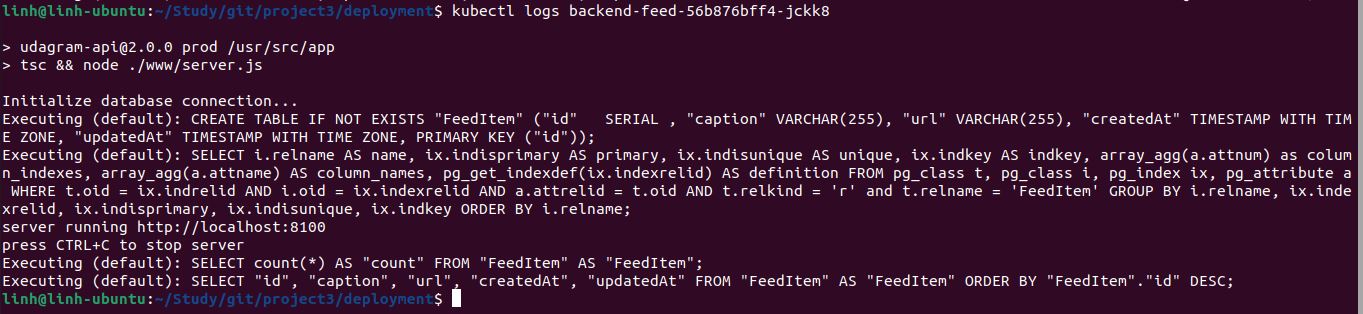 linh@linh-ubuntu:~/Study/git/project3/deployment$ kubectl logs backend-feed-56b876bff4-jckk8
> udagram-api@2.0.0 prod /usr/src/app
> tsc && node ./www/server.js
Initialize database connection...
Executing (default): CREATE TABLE IF NOT EXISTS "FeedItem" ("id"   SERIAL , "caption" VARCHAR(255), "url" VARCHAR(255), "createdAt" TIMESTAMP WITH TIM
E ZONE, "updatedAt" TIMESTAMP WITH TIME ZONE, PRIMARY KEY ("id"));
Executing (default): SELECT i.relname AS name, ix.indisprimary AS primary, ix.indisunique AS unique, ix.indkey AS indkey, array_agg(a.attnum) as colum
n_indexes, array_agg(a.attname) AS column_names, pg_get_indexdef(ix.indexrelid) AS definition FROM pg_class t, pg_class i, pg_index ix, pg_attribute a
 WHERE t.oid = ix.indrelid AND i.oid = ix.indexrelid AND a.attrelid = t.oid AND t.relkind = 'r' and t.relname = 'FeedItem' GROUP BY i.relname, ix.inde
xrelid, ix.indisprimary, ix.indisunique, ix.indkey ORDER BY i.relname;
server running http://localhost:8100
press CTRL+C to stop server
Executing (default): SELECT count(*) AS "count" FROM "FeedItem" AS "FeedItem";
Executing (default): SELECT "id", "caption", "url", "createdAt", "updatedAt" FROM "FeedItem" AS "FeedItem" ORDER BY "FeedItem"."id" DESC;
linh@linh-ubuntu:~/Study/git/project3/deployment$